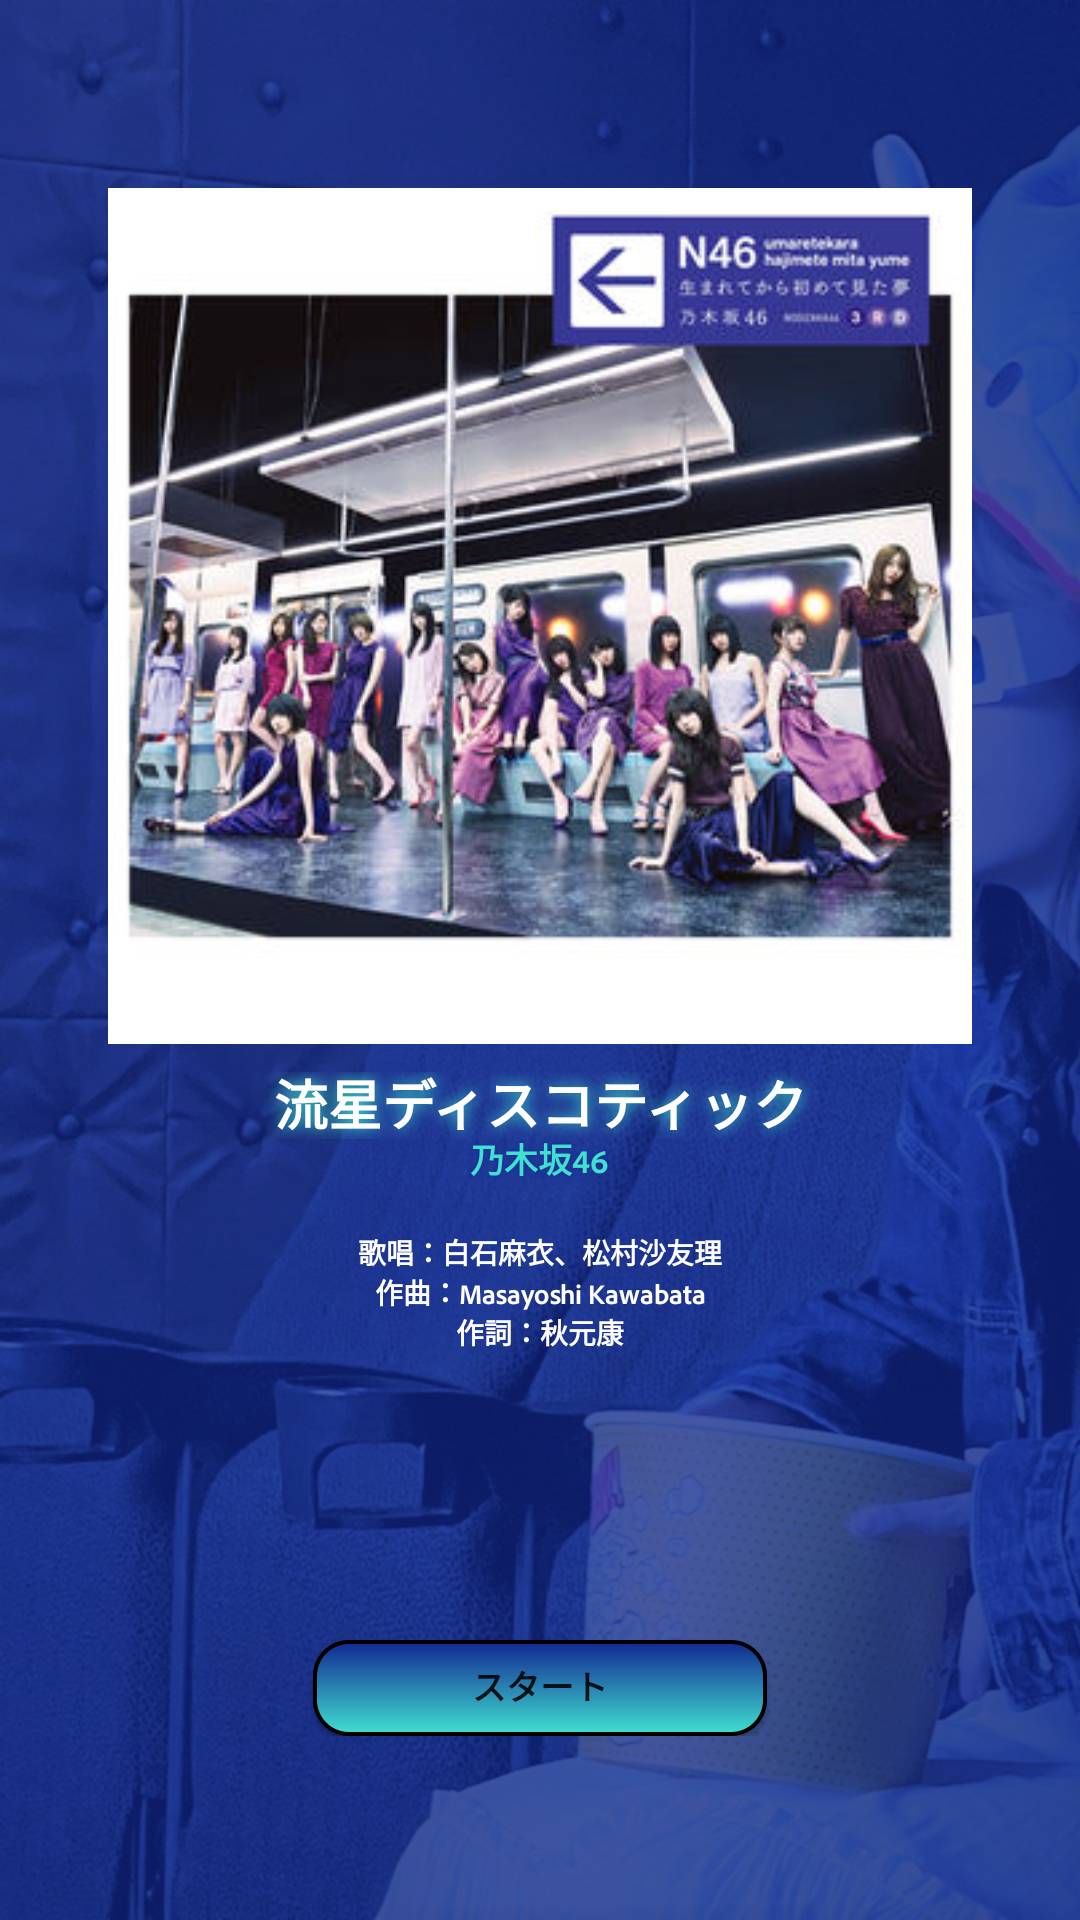 N46 umaretekara
hajimete mita yume
生まれてから初めて見た夢
乃木坂46
3 R D
流星ディスコティック
乃木坂46
歌唱：白石麻衣、松村沙友理
作曲：Masayoshi Kawabata
作詞：秋元康
スタート